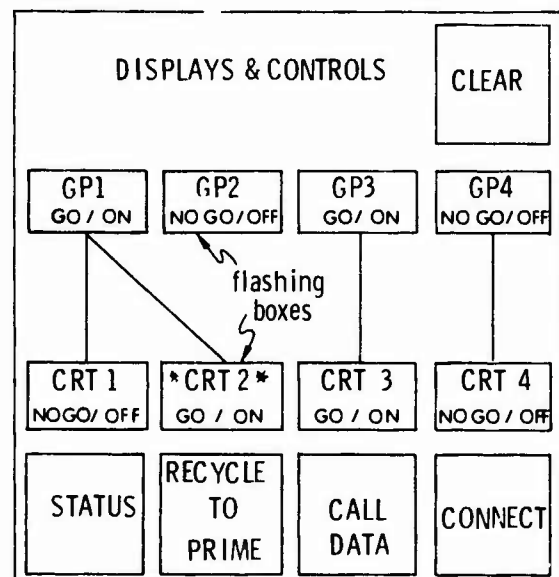 DISPLAYS & CONTROLS
CLEAR
GP1
GO / ON
GP2
NO GO/OFF
GP3
GO / ON
GP4
NO GO/OFF
flashing
boxes
CRT 1
NOGO/ OFF
*CRT 2*
GO / ON
CRT 3
GO / ON
CRT 4
NO GO/OFF
STATUS
RECYCLE
TO
PRIME
CALL
DATA
CONNECT